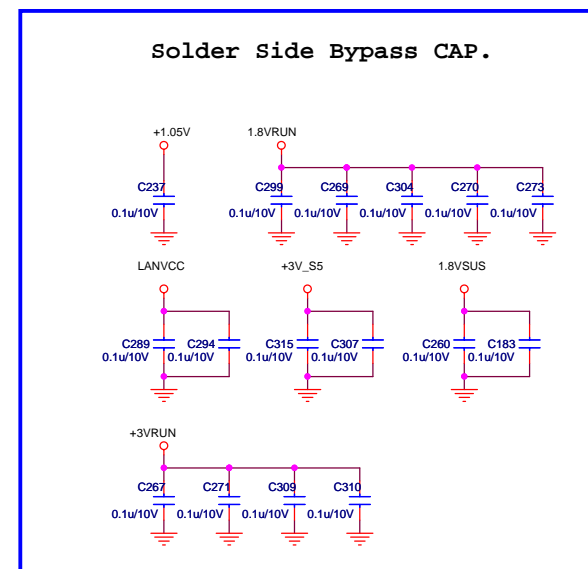 Solder Side Bypass CAP.
+1.05V 1.8VRUN
C237 C299 C269 C304 C270 C273
0.1u/10V 0.1u/10V 0.1u/10V 0.1u/10V 0.1u/10V 0.1u/10V
LANVCC +3V_S5 1.8VSUS
C289 C294 C315 C307 C260 C183
0.1u/10V 0.1u/10V 0.1u/10V 0.1u/10V 0.1u/10V 0.1u/10V
+3VRUN
C267 C271 C309 C310
0.1u/10V 0.1u/10V 0.1u/10V 0.1u/10V